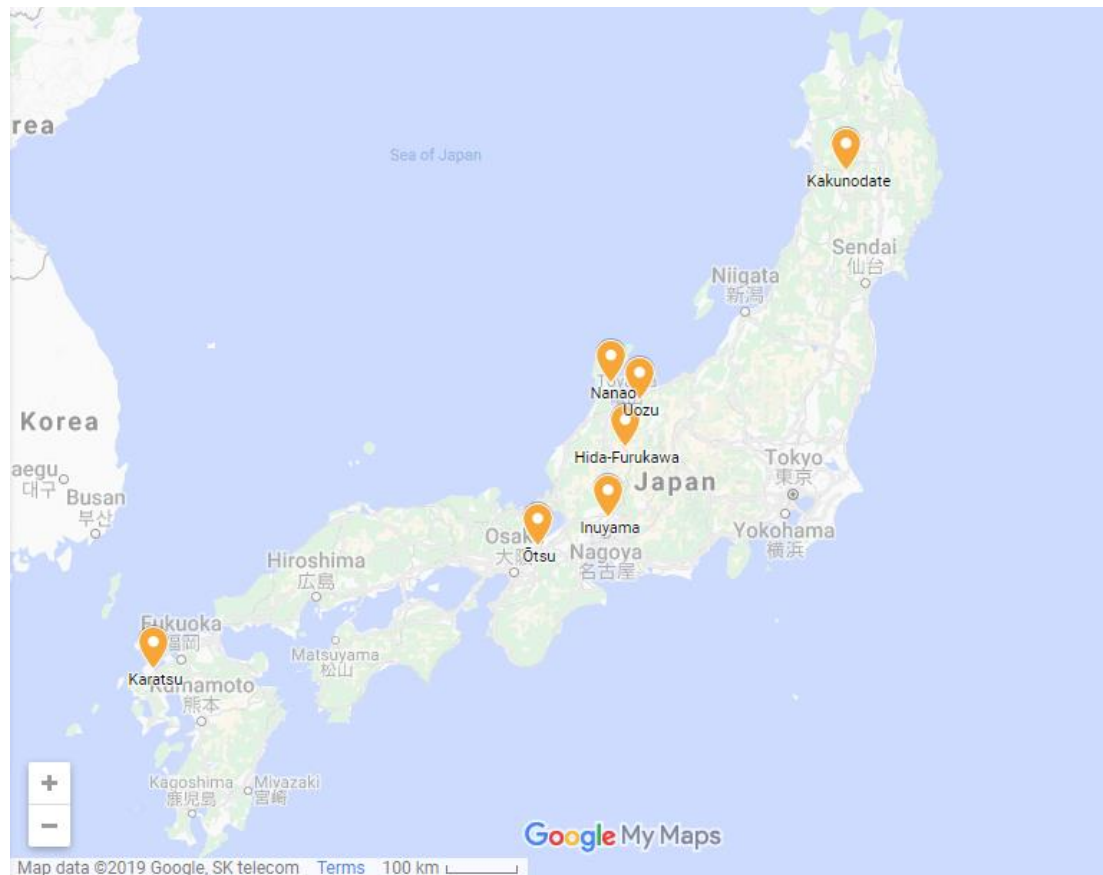 rea
Sea of Japan
Kakunodate
Sendai
仙台
Niigata
新潟
Toyama
Nanao
Uozu
Hida-Furukawa
Korea
Tokyo
東京
Japan
aegu
대구
Busan
부산
Inuyama
Yokohama
横浜
Osaka
大阪
Ōtsu
Nagoya
名古屋
Hiroshima
広島
Fukuoka
福岡
Matsuyama
松山
Karatsu
Kumamoto
熊本
Kagoshima
鹿児島
Miyazaki
宮崎
+
−
Google My Maps
Map data ©2019 Google, SK telecom Terms 100 km